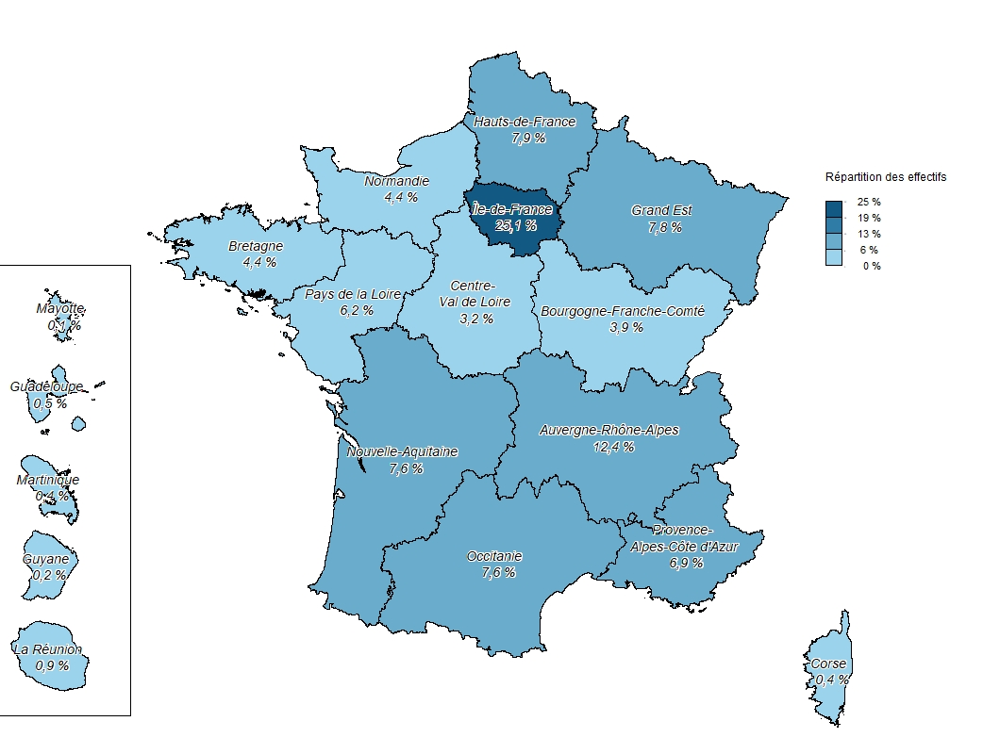 Hauts-de-France
7,9 %
Normandie
4,4 %
Île-de-France
25,1 %
Grand Est
7,8 %
Répartition des effectifs
25 %
19 %
13 %
6 %
0 %
Bretagne
4,4 %
Pays de la Loire
6,2 %
Centre-
Val de Loire
3,2 %
Bourgogne-Franche-Comté
3,9 %
Mayotte
0,1 %
Guadeloupe
0,5 %
Martinique
0,4 %
Guyane
0,2 %
La Réunion
0,9 %
Nouvelle-Aquitaine
7,6 %
Auvergne-Rhône-Alpes
12,4 %
Occitanie
7,6 %
Provence-
Alpes-Côte d'Azur
6,9 %
Corse
0,4 %